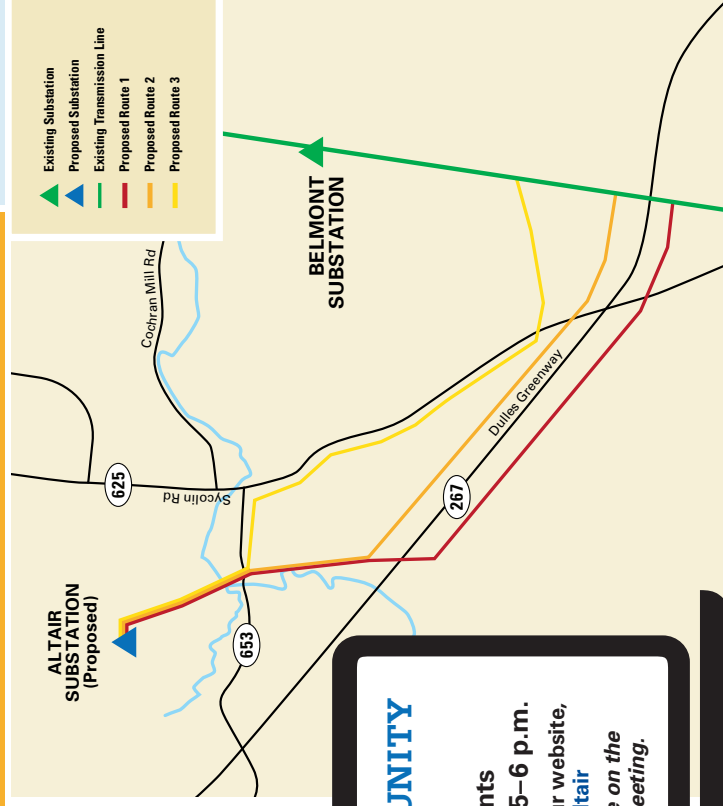 Existing Substation
Proposed Substation
Existing Transmission Line
Proposed Route 1
Proposed Route 2
Proposed Route 3
Cochran Mill Rd
BELMONT
SUBSTATION
625
Sycolin Rd
Dulles Greenway
267
ALTAIR
SUBSTATION
(Proposed)
653
UNITY
nts
5–6 p.m.
r website,
ltair
e on the
eeting.